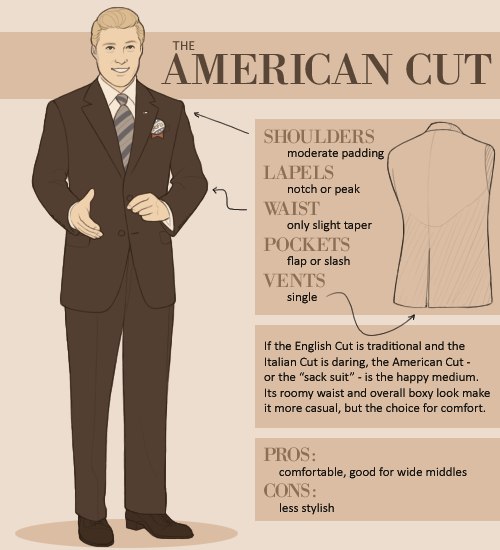 THE
AMERICAN CUT
SHOULDERS
moderate padding
LAPELS
notch or peak
WAIST
only slight taper
POCKETS
flap or slash
VENTS
single
If the English Cut is traditional and the
Italian Cut is daring, the American Cut -
or the “sack suit” - is the happy medium.
Its roomy waist and overall boxy look make
it more casual, but the choice for comfort.
PROS:
comfortable, good for wide middles
CONS:
less stylish